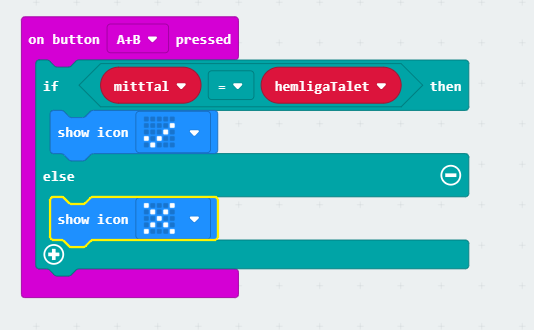 on button A+B pressed
if mittTal = hemligaTalet then
show icon
else
show icon